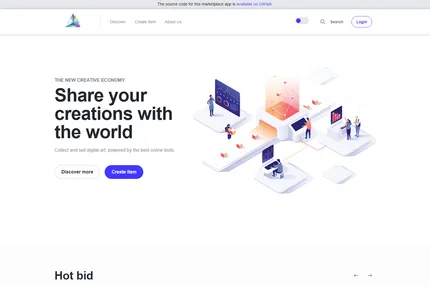 The source code for this marketplace app is available on GitHub
Discover Create item About Us Search Login
THE NEW CREATIVE ECONOMY
Share your
creations with
the world
Collect and sell digital art, powered by the best online tools.
Discover more Create item
Hot bid